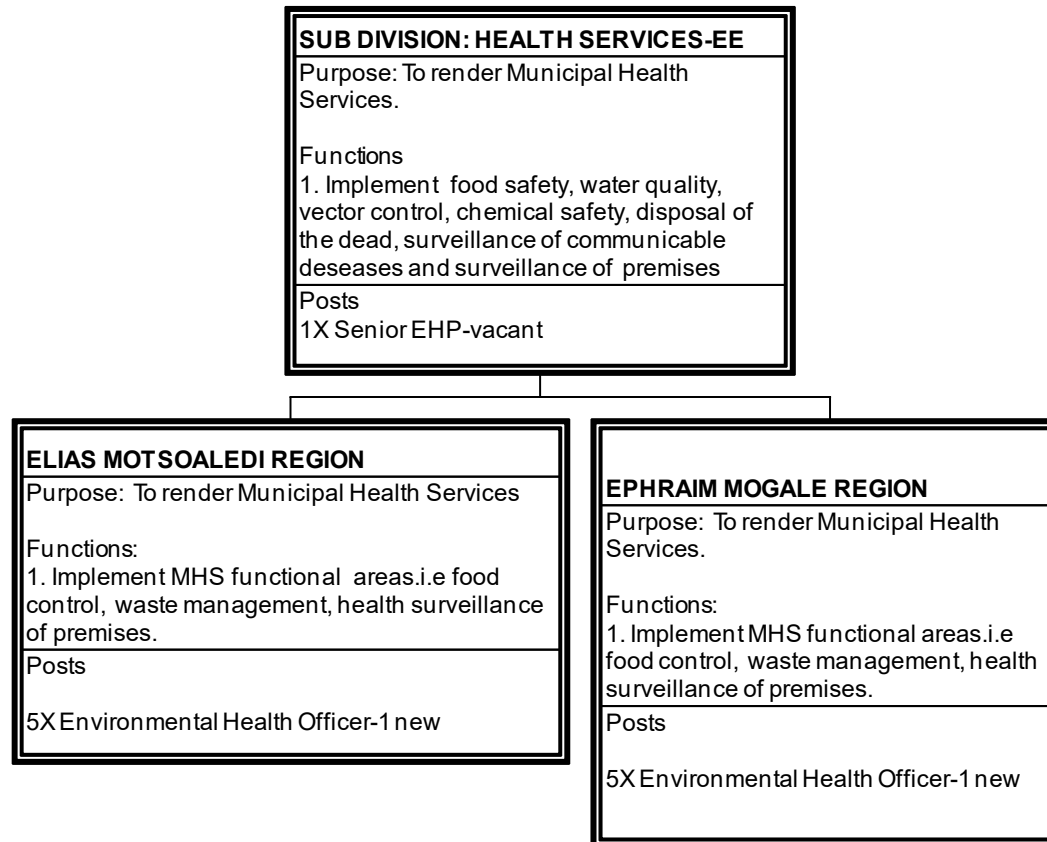 SUB DIVISION: HEALTH SERVICES-EE
Purpose: To render Municipal Health
Services.
Functions
1. Implement food safety, water quality,
vector control, chemical safety, disposal of
the dead, surveillance of communicable
deseases and surveillance of premises
Posts
1X Senior EHP-vacant
ELIAS MOTSOALEDI REGION
Purpose: To render Municipal Health Services
Functions:
1. Implement MHS functional areas.i.e food
control, waste management, health surveillance
of premises.
Posts
5X Environmental Health Officer-1 new
EPHRAIM MOGALE REGION
Purpose: To render Municipal Health
Services.
Functions:
1. Implement MHS functional areas.i.e
food control, waste management, health
surveillance of premises.
Posts
5X Environmental Health Officer-1 new